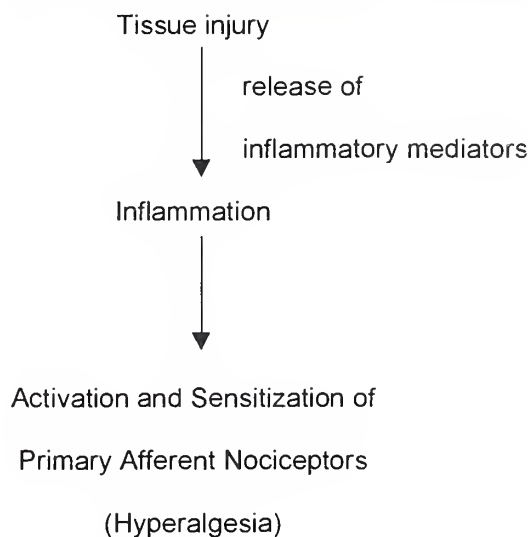 Tissue injury
release of
inflammatory mediators
Inflammation
Activation and Sensitization of
Primary Afferent Nociceptors
(Hyperalgesia)